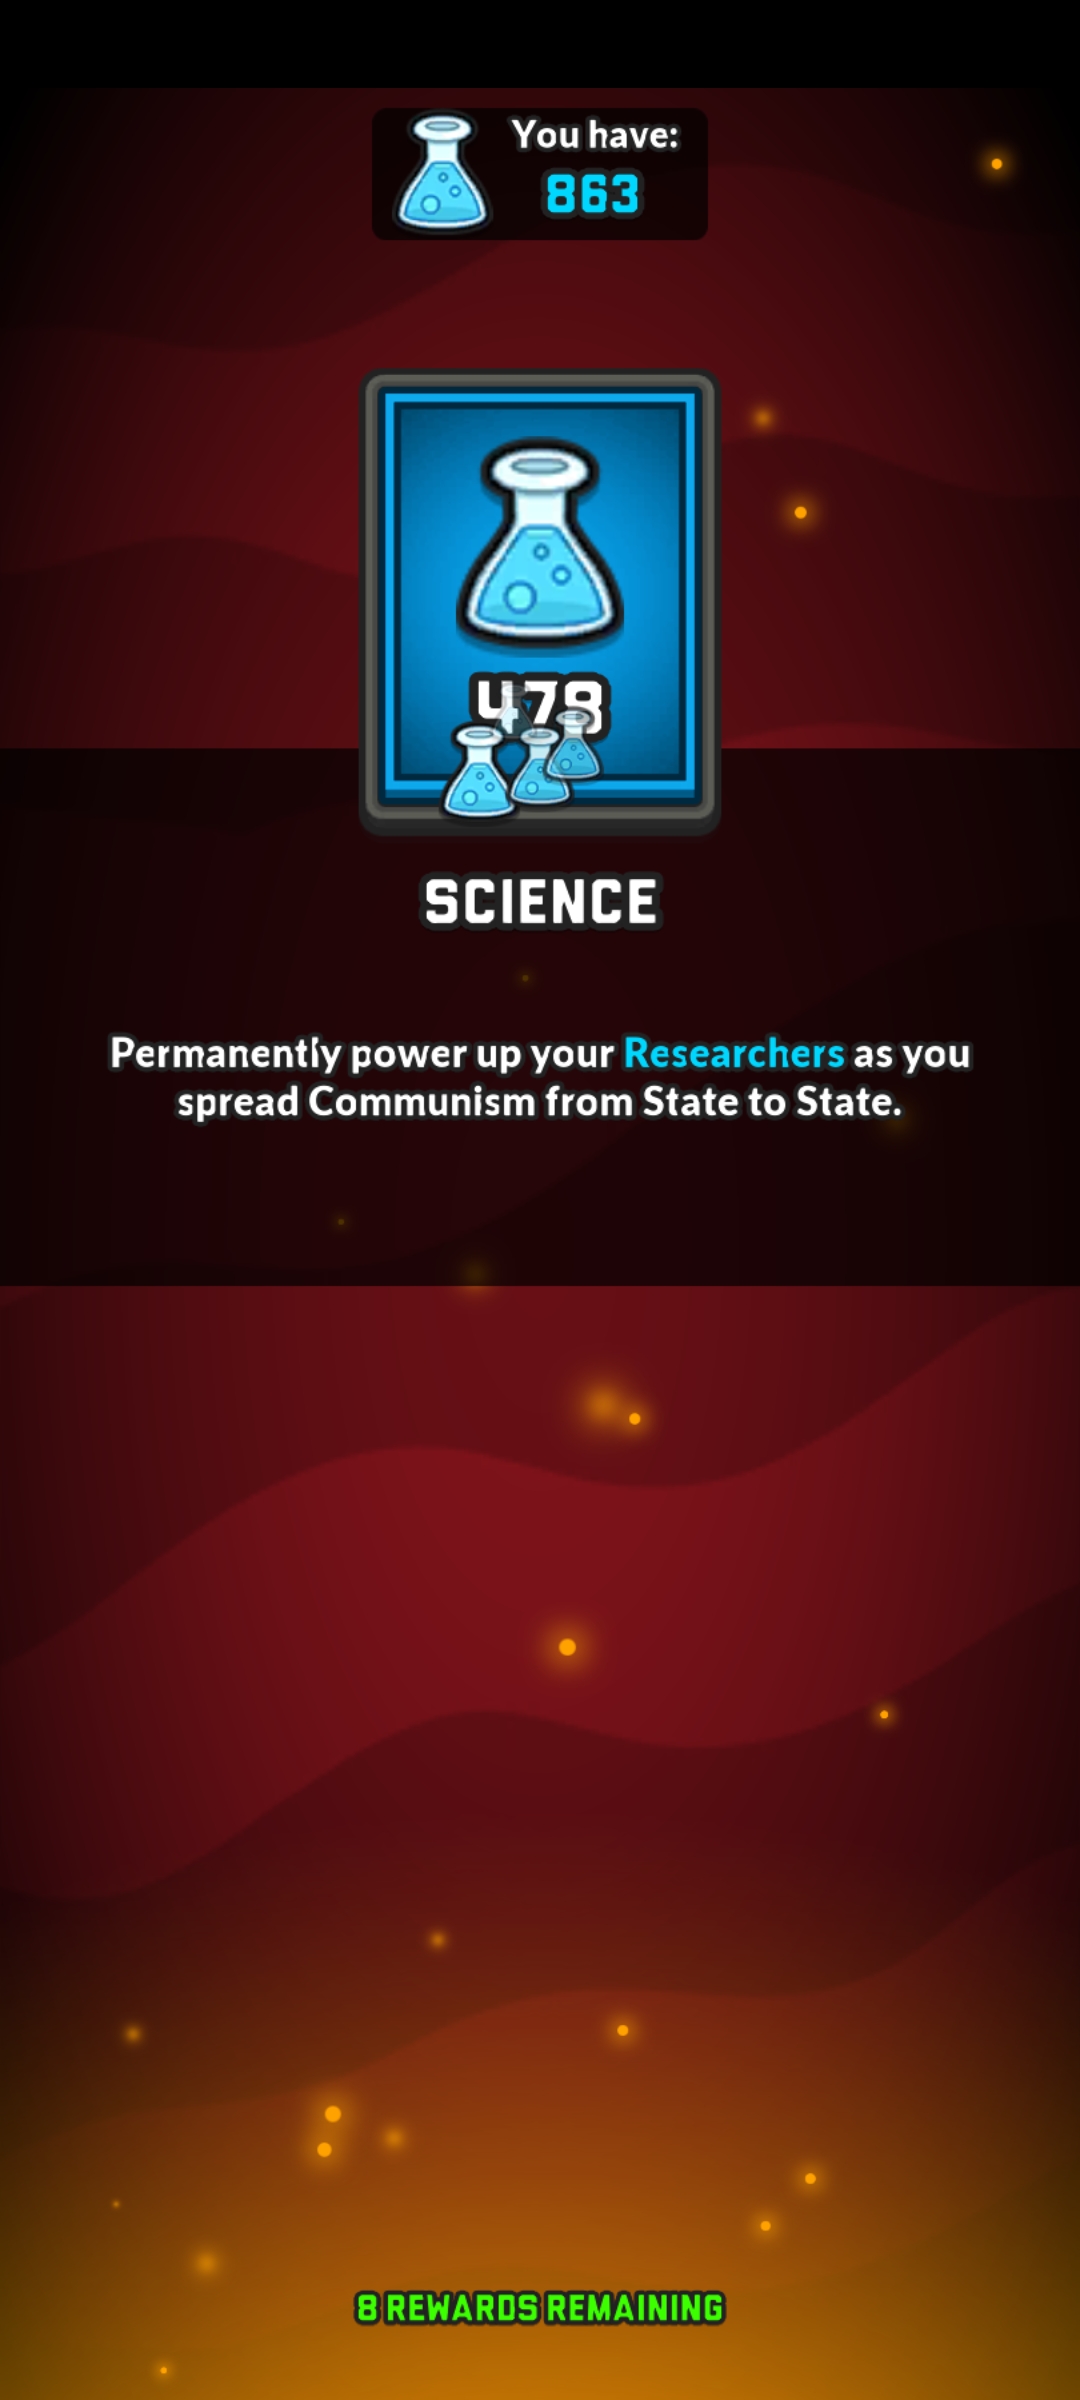 You have:
863
478
SCIENCE
Permanently power up your Researchers as you
spread Communism from State to State.
8 REWARDS REMAINING